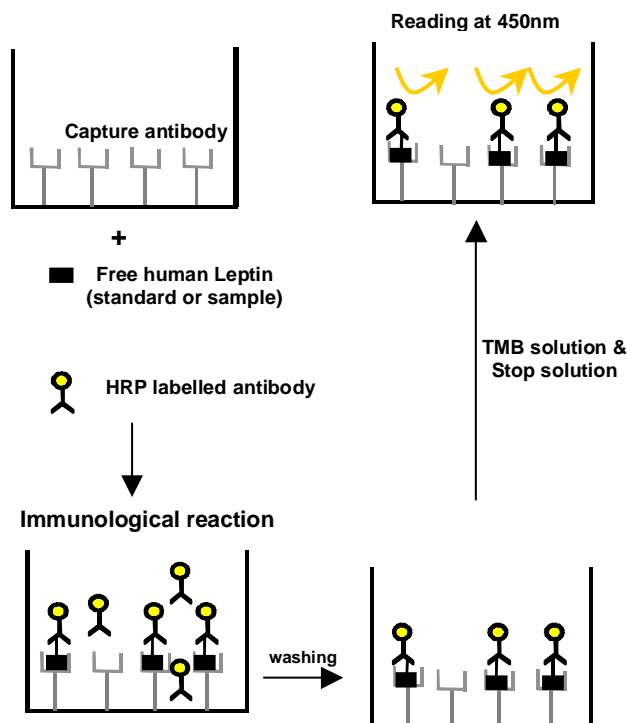 Capture antibody
+
Free human Leptin
(standard or sample)
HRP labelled antibody
Immunological reaction
washing
TMB solution &
Stop solution
Reading at 450nm